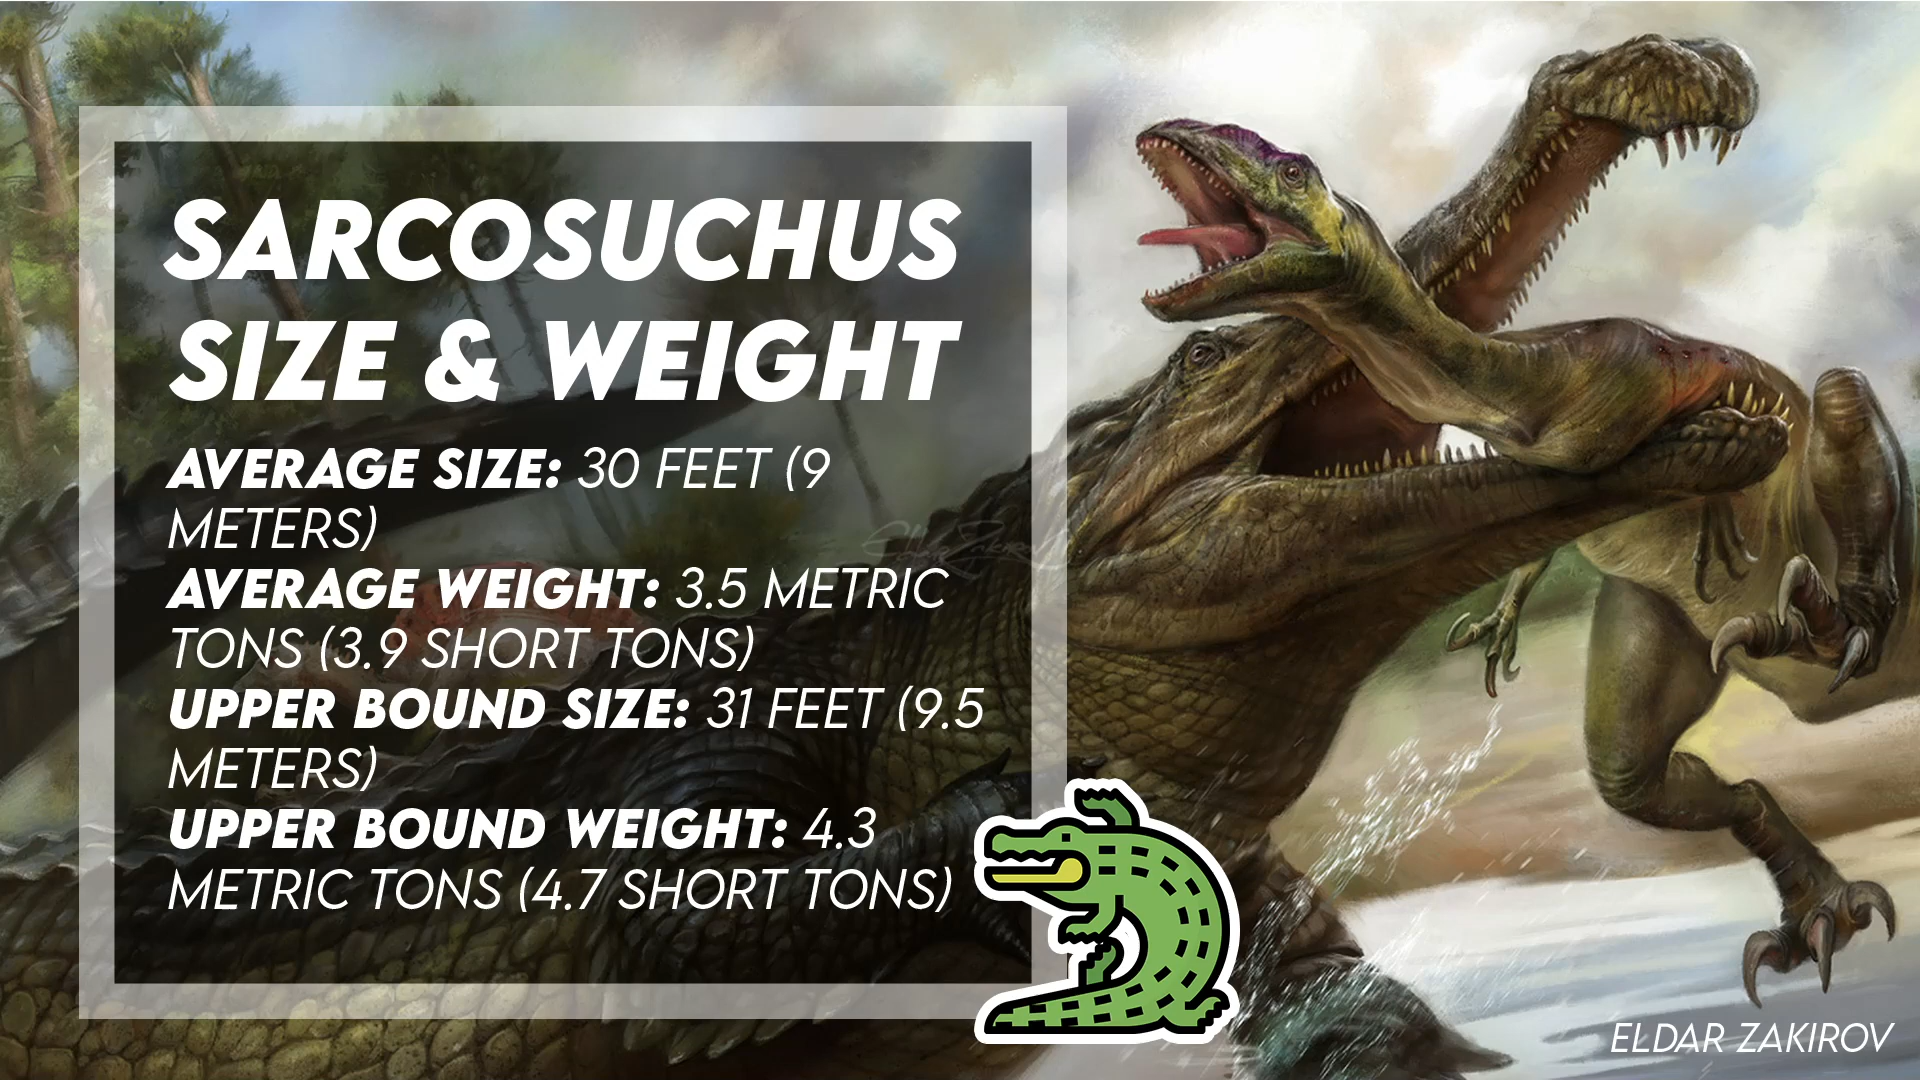 SARCOSUCHUS
SIZE & WEIGHT
AVERAGE SIZE: 30 FEET (9
METERS)
AVERAGE WEIGHT: 3.5 METRIC
TONS (3.9 SHORT TONS)
UPPER BOUND SIZE: 31 FEET (9.5
METERS)
UPPER BOUND WEIGHT: 4.3
METRIC TONS (4.7 SHORT TONS)
Eldar Zakirov
ELDAR ZAKIROV